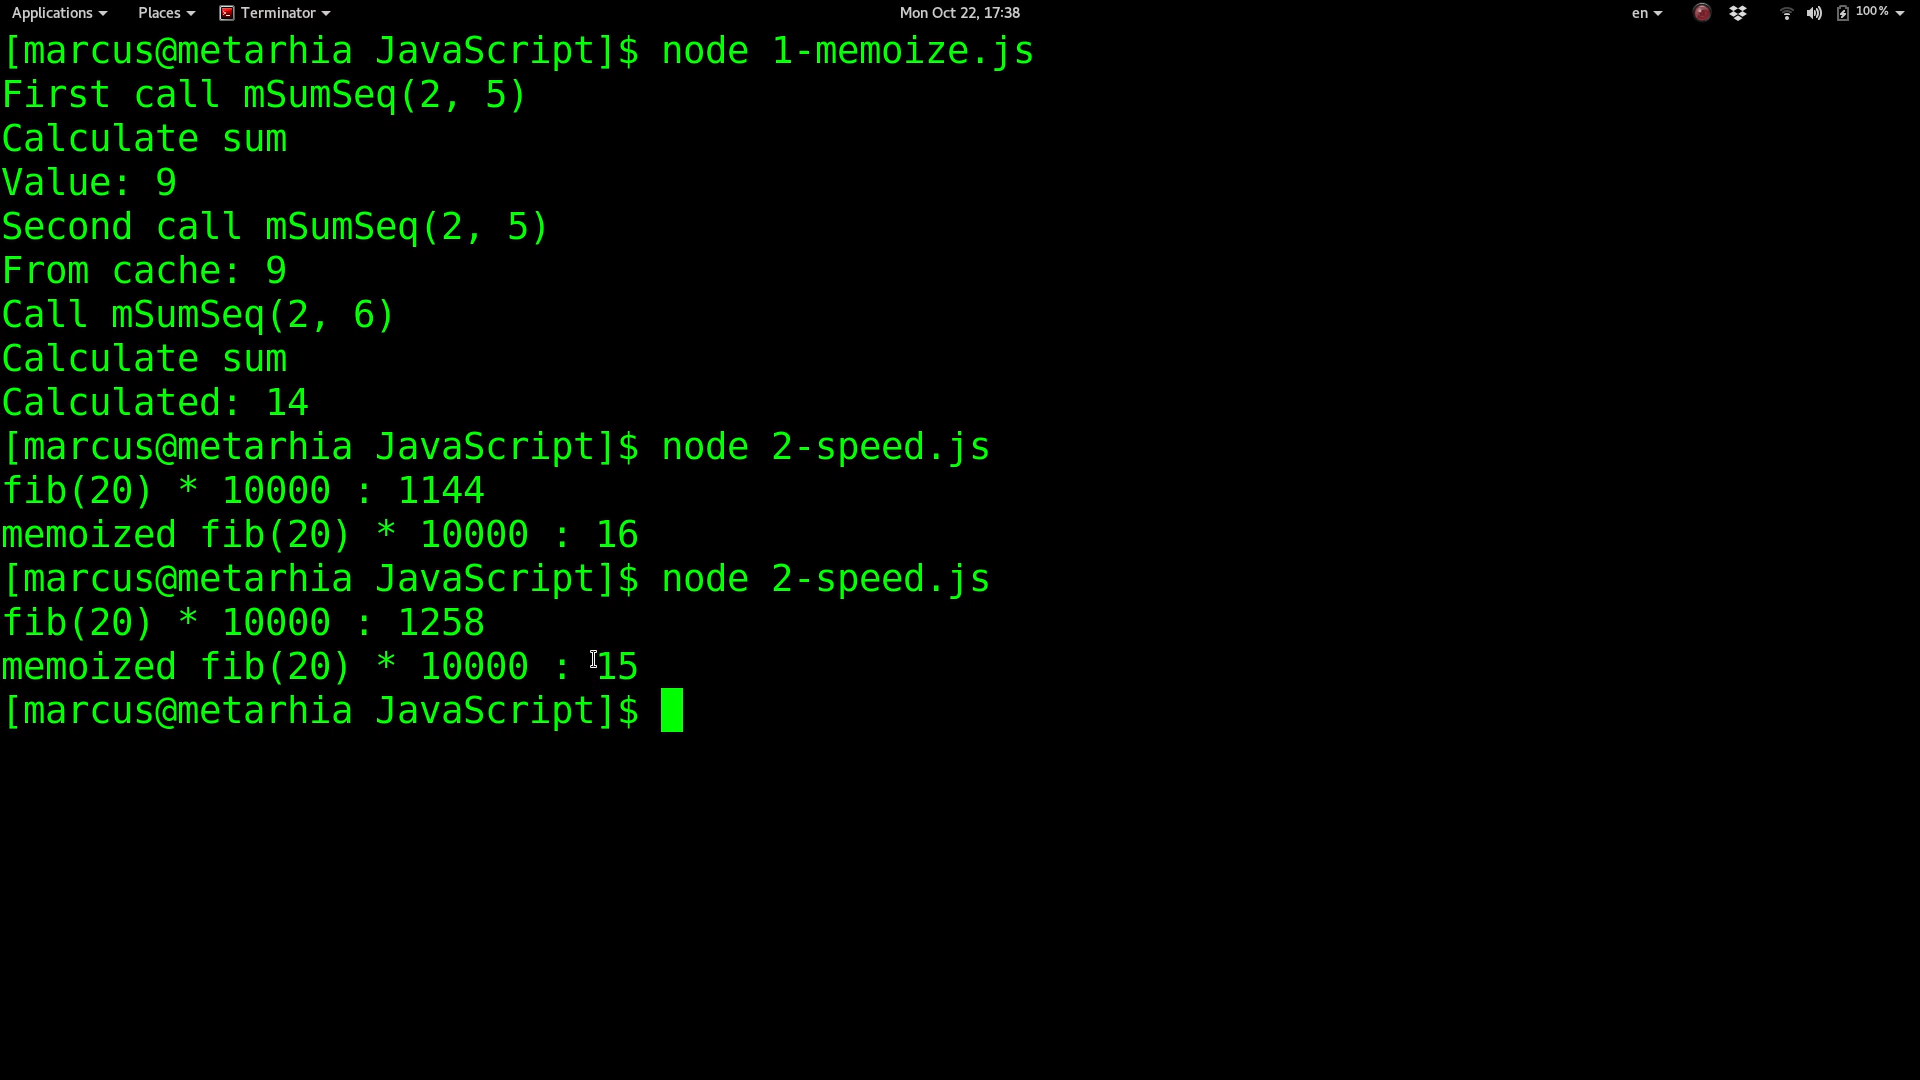 Applications Places Terminator Mon Oct 22, 17:38 en 100%
[marcus@metarhia JavaScript]$ node 1-memoize.js
First call mSumSeq(2, 5)
Calculate sum
Value: 9
Second call mSumSeq(2, 5)
From cache: 9
Call mSumSeq(2, 6)
Calculate sum
Calculated: 14
[marcus@metarhia JavaScript]$ node 2-speed.js
fib(20) * 10000 : 1144
memoized fib(20) * 10000 : 16
[marcus@metarhia JavaScript]$ node 2-speed.js
fib(20) * 10000 : 1258
memoized fib(20) * 10000 : 15
[marcus@metarhia JavaScript]$